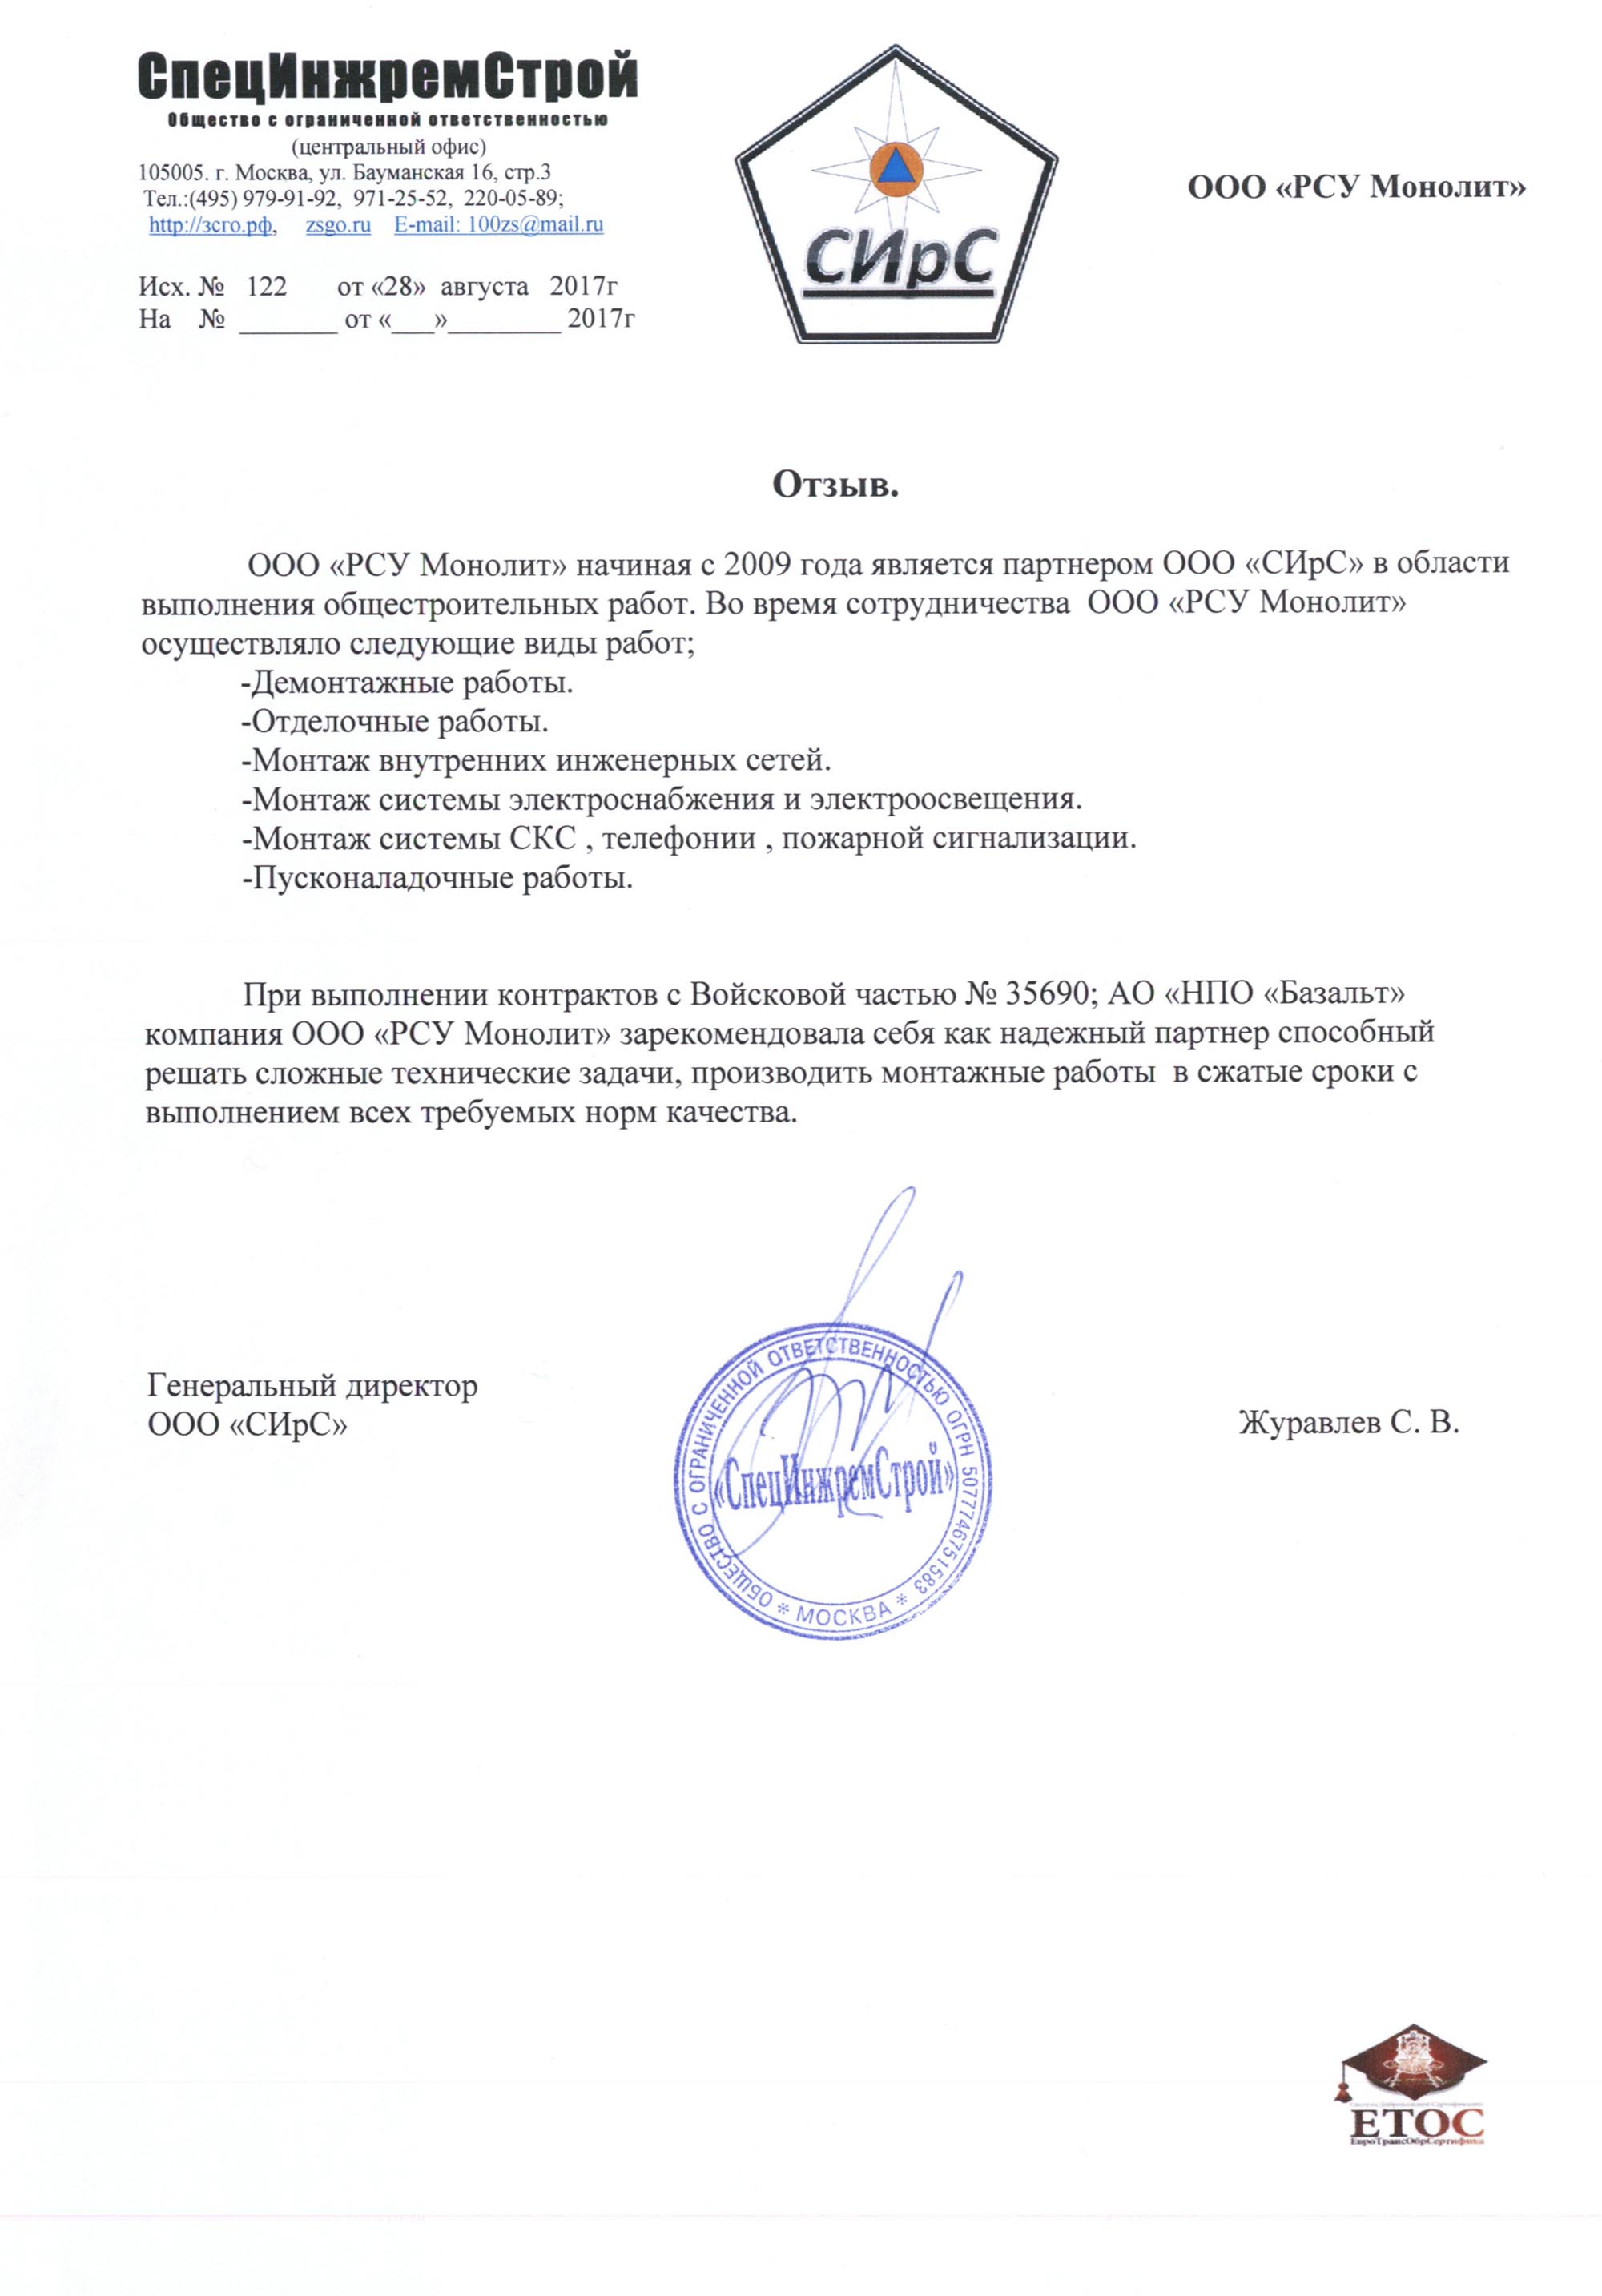 СпецИнжремСтрой
Общество с ограниченной ответственностью
(центральный офис)
105005. г. Москва, ул. Бауманская 16, стр.3
Тел.:(495) 979-91-92, 971-25-52, 220-05-89;
http://зсго.рф, zsgo.ru E-mail: 100zs@mail.ru
Исх. № 122 от «28» августа 2017г
На № _______ от «___»________ 2017г
СИрС
ООО «РСУ Монолит»
Отзыв.
ООО «РСУ Монолит» начиная с 2009 года является партнером ООО «СИрС» в области
выполнения общестроительных работ. Во время сотрудничества ООО «РСУ Монолит»
осуществляло следующие виды работ;
-Демонтажные работы.
-Отделочные работы.
-Монтаж внутренних инженерных сетей.
-Монтаж системы электроснабжения и электроосвещения.
-Монтаж системы СКС , телефонии , пожарной сигнализации.
-Пусконаладочные работы.
При выполнении контрактов с Войсковой частью № 35690; АО «НПО «Базальт»
компания ООО «РСУ Монолит» зарекомендовала себя как надежный партнер способный
решать сложные технические задачи, производить монтажные работы в сжатые сроки с
выполнением всех требуемых норм качества.
Генеральный директор
ООО «СИрС»
Журавлев С. В.
ОБЩЕСТВО С ОГРАНИЧЕННОЙ ОТВЕТСТВЕННОСТЬЮ ОГРН 5077746751583
«СпецИнжремСтрой»
* МОСКВА *
ЕТОС
ЕвроТрансОбрСертифика